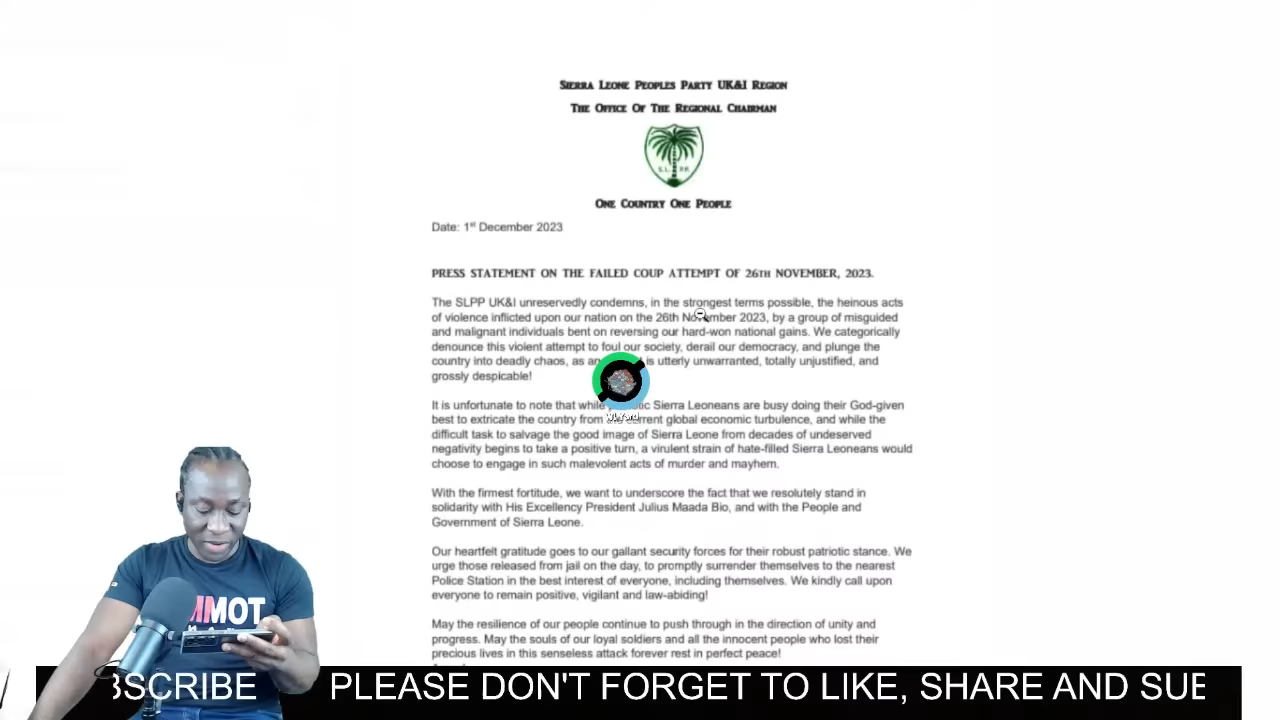 SIERRA LEONE PEOPLES PARTY UK&I REGION
THE OFFICE OF THE REGIONAL CHAIRMAN
ONE COUNTRY ONE PEOPLE
Date: 1st December 2023
PRESS STATEMENT ON THE FAILED COUP ATTEMPT OF 26TH NOVEMBER, 2023.
The SLPP UK&I unreservedly condemns, in the strongest terms possible, the heinous acts
of violence inflicted upon our nation on the 26th November 2023, by a group of misguided
and malignant individuals bent on reversing our hard-won national gains. We categorically
denounce this violent attempt to foul our society, derail our democracy, and plunge the
country into deadly chaos, as is utterly unwarranted, totally unjustified, and
grossly despicable!
It is unfortunate to note that while Sierra Leoneans are busy doing their God-given
best to extricate the country from current global economic turbulence, and while the
difficult task to salvage the good image of Sierra Leone from decades of undeserved
negativity begins to take a positive turn, a virulent strain of hate-filled Sierra Leoneans would
choose to engage in such malevolent acts of murder and mayhem.
With the firmest fortitude, we want to underscore the fact that we resolutely stand in
solidarity with His Excellency President Julius Maada Bio, and with the People and
Government of Sierra Leone.
Our heartfelt gratitude goes to our gallant security forces for their robust patriotic stance. We
urge those released from jail on the day, to promptly surrender themselves to the nearest
Police Station in the best interest of everyone, including themselves. We kindly call upon
everyone to remain positive, vigilant and law-abiding!
May the resilience of our people continue to push through in the direction of unity and
progress. May the souls of our loyal soldiers and all the innocent people who lost their
precious lives in this senseless attack forever rest in perfect peace!
MMOT
SCRIBE PLEASE DON'T FORGET TO LIKE, SHARE AND SUB